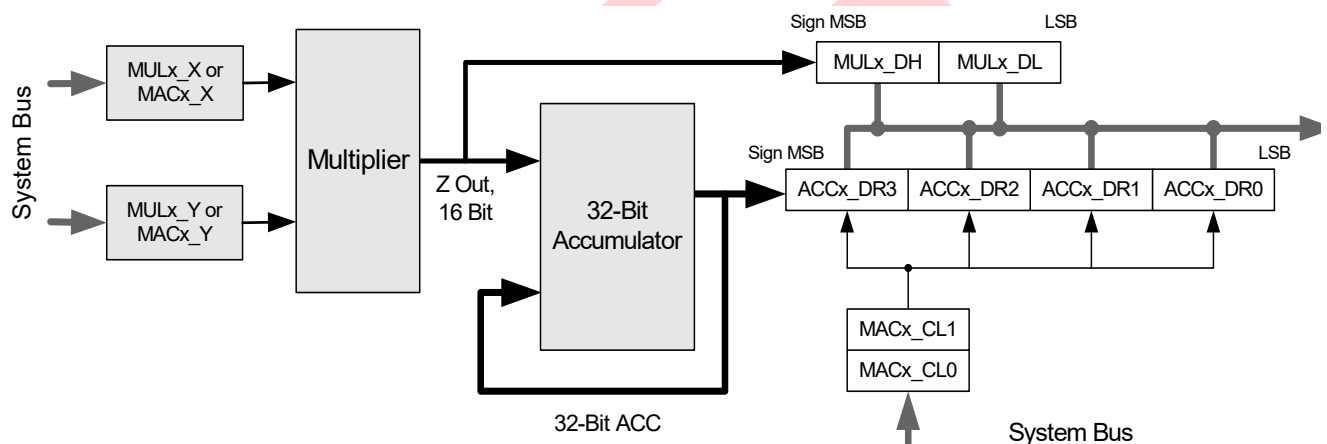 Sign MSB
LSB
MULx_DH
MULx_DL
System Bus
MULx_X or
MACx_X
MULx_Y or
MACx_Y
Multiplier
Z Out,
16 Bit
32-Bit
Accumulator
32-Bit ACC
Sign MSB
LSB
ACCx_DR3
ACCx_DR2
ACCx_DR1
ACCx_DR0
MACx_CL1
MACx_CL0
System Bus